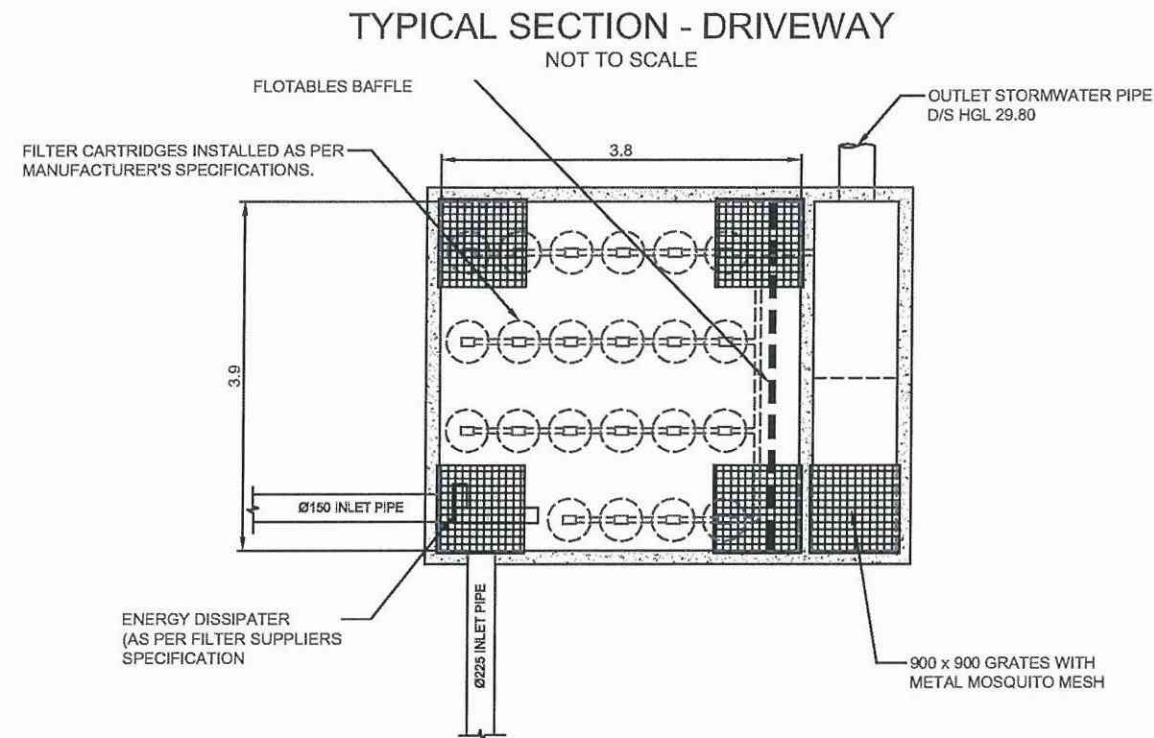 TYPICAL SECTION - DRIVEWAY
NOT TO SCALE
FLOTABLES BAFFLE
OUTLET STORMWATER PIPE
D/S HGL 29.80
FILTER CARTRIDGES INSTALLED AS PER
MANUFACTURER'S SPECIFICATIONS.
3.8
3.9
Ø150 INLET PIPE
ENERGY DISSIPATER
(AS PER FILTER SUPPLIERS
SPECIFICATION
Ø225 INLET PIPE
900 x 900 GRATES WITH
METAL MOSQUITO MESH